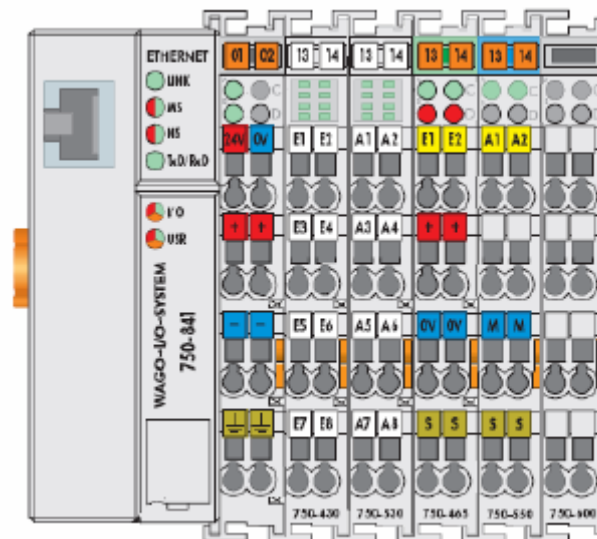 ETHERNET
LINK
MS
NS
TxD/RxD
I/O
USR
WAGO-I/O-SYSTEM
750-841
01 02 13 14 13 14 13 14 13 14
C C C
D D D
24V 0V E1 E2 A1 A2 E1 E2 A1 A2
+ + E3 E4 A3 A4 + +
− − E5 E6 A5 A6 0V 0V M M
E7 E8 A7 A8 S S S S
750-430 750-530 750-465 750-550 750-600